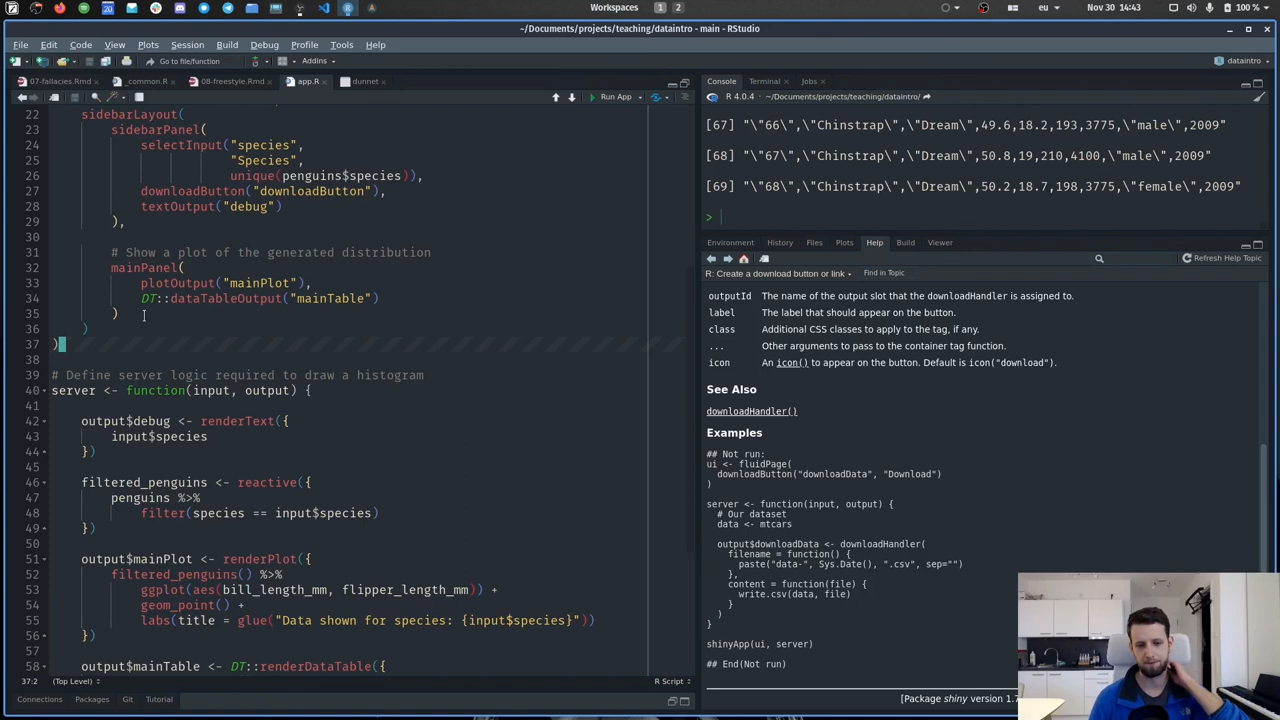 Workspaces 1 2
eu Nov 30 14:43 100 %
~/Documents/projects/teaching/dataintro - main - RStudio
File Edit Code View Plots Session Build Debug Profile Tools Help
Go to file/function Addins dataintro
07-fallacies.Rmd _common.R 08-freestyle.Rmd app.R dunnet
Run App
22 sidebarLayout(
23 sidebarPanel(
24 selectInput("species",
25 "Species",
26 unique(penguins$species)),
27 downloadButton("downloadButton"),
28 textOutput("debug")
29 ),
30
31 # Show a plot of the generated distribution
32 mainPanel(
33 plotOutput("mainPlot"),
34 DT::dataTableOutput("mainTable")
35 )
36 )
37 )
38
39 # Define server logic required to draw a histogram
40 server <- function(input, output) {
41
42 output$debug <- renderText({
43 input$species
44 })
45
46 filtered_penguins <- reactive({
47 penguins %>%
48 filter(species == input$species)
49 })
50
51 output$mainPlot <- renderPlot({
52 filtered_penguins() %>%
53 ggplot(aes(bill_length_mm, flipper_length_mm)) +
54 geom_point() +
55 labs(title = glue("Data shown for species: {input$species}"))
56 })
57
58 output$mainTable <- DT::renderDataTable({
37:2 (Top Level) R Script
Connections Packages Git Tutorial
Console Terminal Jobs
R 4.0.4 · ~/Documents/projects/teaching/dataintro/
[67] "\"66\",\"Chinstrap\",\"Dream\",49.6,18.2,193,3775,\"male\",2009"
[68] "\"67\",\"Chinstrap\",\"Dream\",50.8,19,210,4100,\"male\",2009"
[69] "\"68\",\"Chinstrap\",\"Dream\",50.2,18.7,198,3775,\"female\",2009"
>
Environment History Files Plots Help Build Viewer
Refresh Help Topic
R: Create a download button or link Find in Topic
outputId The name of the output slot that the downloadHandler is assigned to.
label The label that should appear on the button.
class Additional CSS classes to apply to the tag, if any.
... Other arguments to pass to the container tag function.
icon An icon() to appear on the button. Default is icon("download").
See Also
downloadHandler()
Examples
## Not run:
ui <- fluidPage(
downloadButton("downloadData", "Download")
)
server <- function(input, output) {
# Our dataset
data <- mtcars
output$downloadData <- downloadHandler(
filename = function() {
paste("data-", Sys.Date(), ".csv", sep="")
},
content = function(file) {
write.csv(data, file)
}
)
}
shinyApp(ui, server)
## End(Not run)
[Package shiny version 1.7